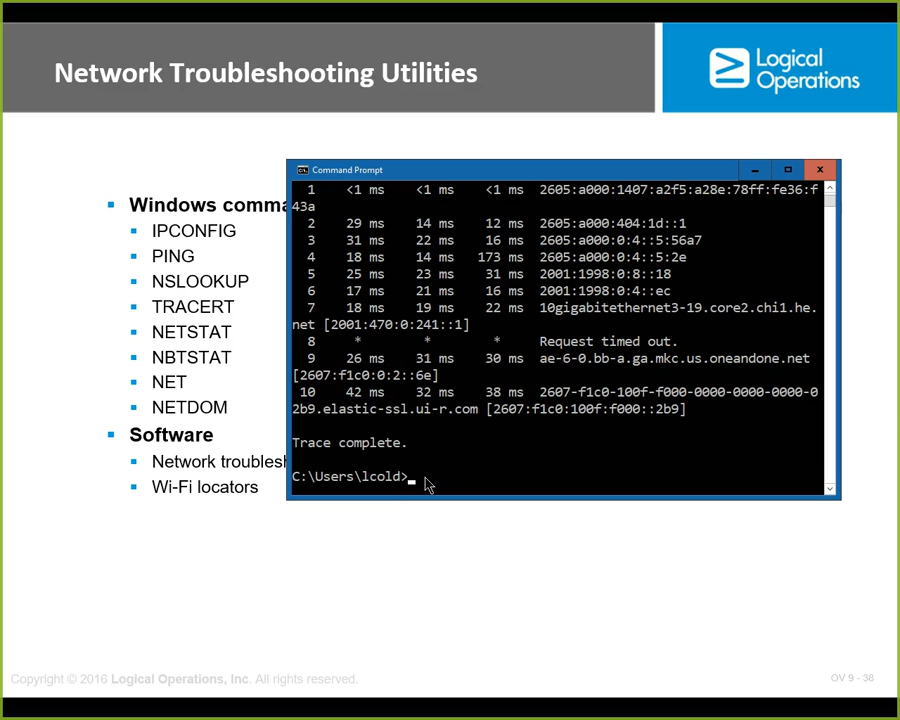 Network Troubleshooting Utilities
Logical
Operations
Windows comma
IPCONFIG
PING
NSLOOKUP
TRACERT
NETSTAT
NBTSTAT
NET
NETDOM
Software
Network troublesh
Wi-Fi locators
Command Prompt
1 <1 ms <1 ms <1 ms 2605:a000:1407:a2f5:a28e:78ff:fe36:f
43a
2 29 ms 14 ms 12 ms 2605:a000:404:1d::1
3 31 ms 22 ms 16 ms 2605:a000:0:4::5:56a7
4 18 ms 14 ms 173 ms 2605:a000:0:4::5:2e
5 25 ms 23 ms 31 ms 2001:1998:0:8::18
6 17 ms 21 ms 16 ms 2001:1998:0:4::ec
7 18 ms 19 ms 22 ms 10gigabitethernet3-19.core2.chi1.he.
net [2001:470:0:241::1]
8 * * * Request timed out.
9 26 ms 31 ms 30 ms ae-6-0.bb-a.ga.mkc.us.oneandone.net
[2607:f1c0:0:2::6e]
10 42 ms 32 ms 38 ms 2607-f1c0-100f-f000-0000-0000-0000-0
2b9.elastic-ssl.ui-r.com [2607:f1c0:100f:f000::2b9]
Trace complete.
C:\Users\lcold>
Copyright © 2016 Logical Operations, Inc. All rights reserved.
OV 9 - 38